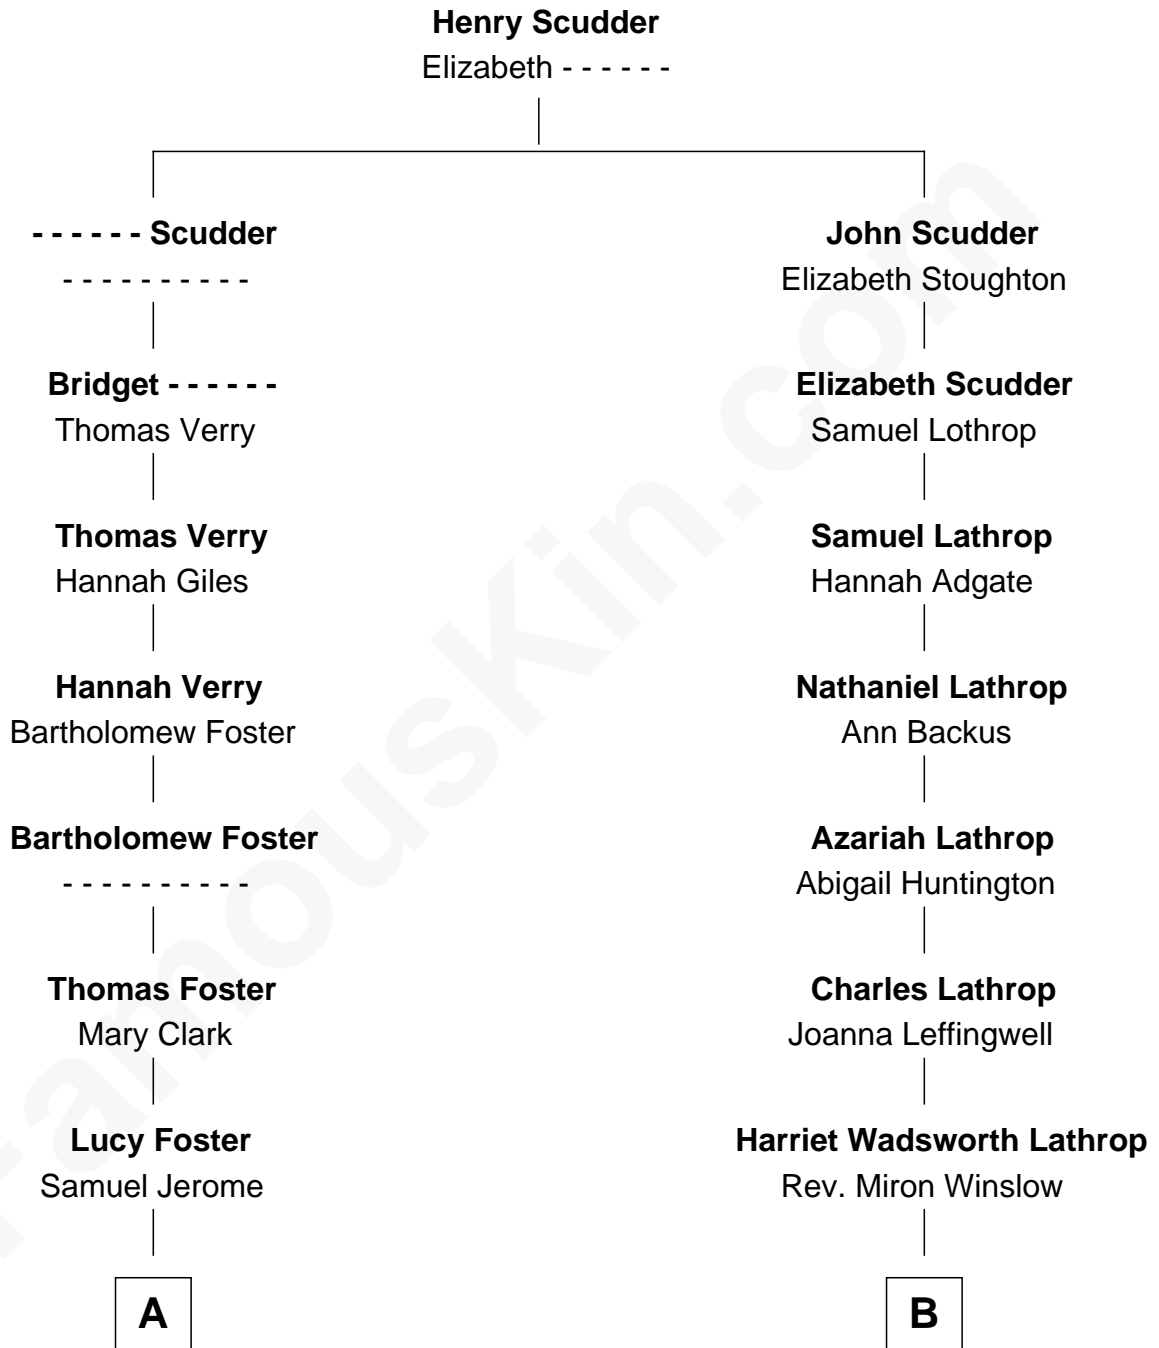 Henry Scudder
Elizabeth - - - - - -
- - - - - - Scudder
- - - - - - - - - -
John Scudder
Elizabeth Stoughton
Bridget - - - - - -
Thomas Verry
Elizabeth Scudder
Samuel Lothrop
Thomas Verry
Hannah Giles
Samuel Lathrop
Hannah Adgate
Hannah Verry
Bartholomew Foster
Nathaniel Lathrop
Ann Backus
Bartholomew Foster
- - - - - - - - - -
Azariah Lathrop
Abigail Huntington
Thomas Foster
Mary Clark
Charles Lathrop
Joanna Leffingwell
Lucy Foster
Samuel Jerome
Harriet Wadsworth Lathrop
Rev. Miron Winslow
A
B
FamousKin.com